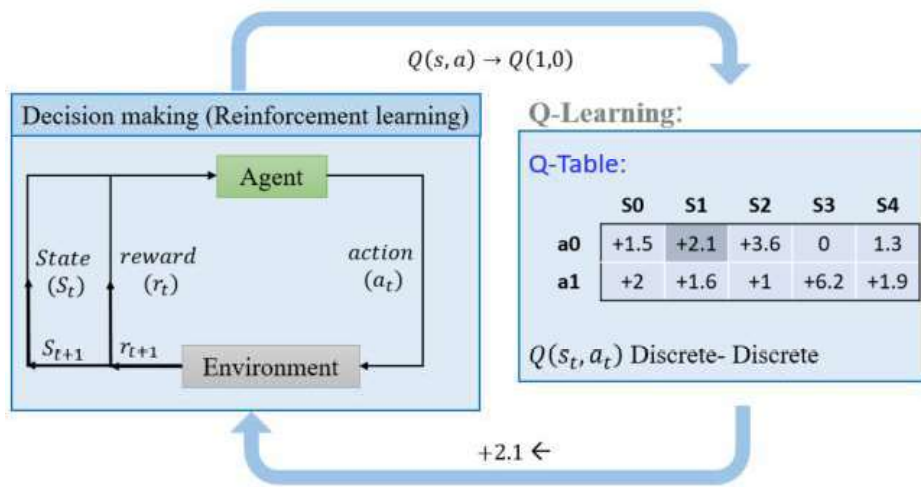 Q(s, a) → Q(1,0)
Decision making (Reinforcement learning)
Agent
State
(S_t)
reward
(r_t)
action
(a_t)
S_{t+1}
r_{t+1}
Environment
Q-Learning:
Q-Table:
S0 S1 S2 S3 S4
a0 +1.5 +2.1 +3.6 0 1.3
a1 +2 +1.6 +1 +6.2 +1.9
Q(s_t, a_t) Discrete- Discrete
+2.1 ←